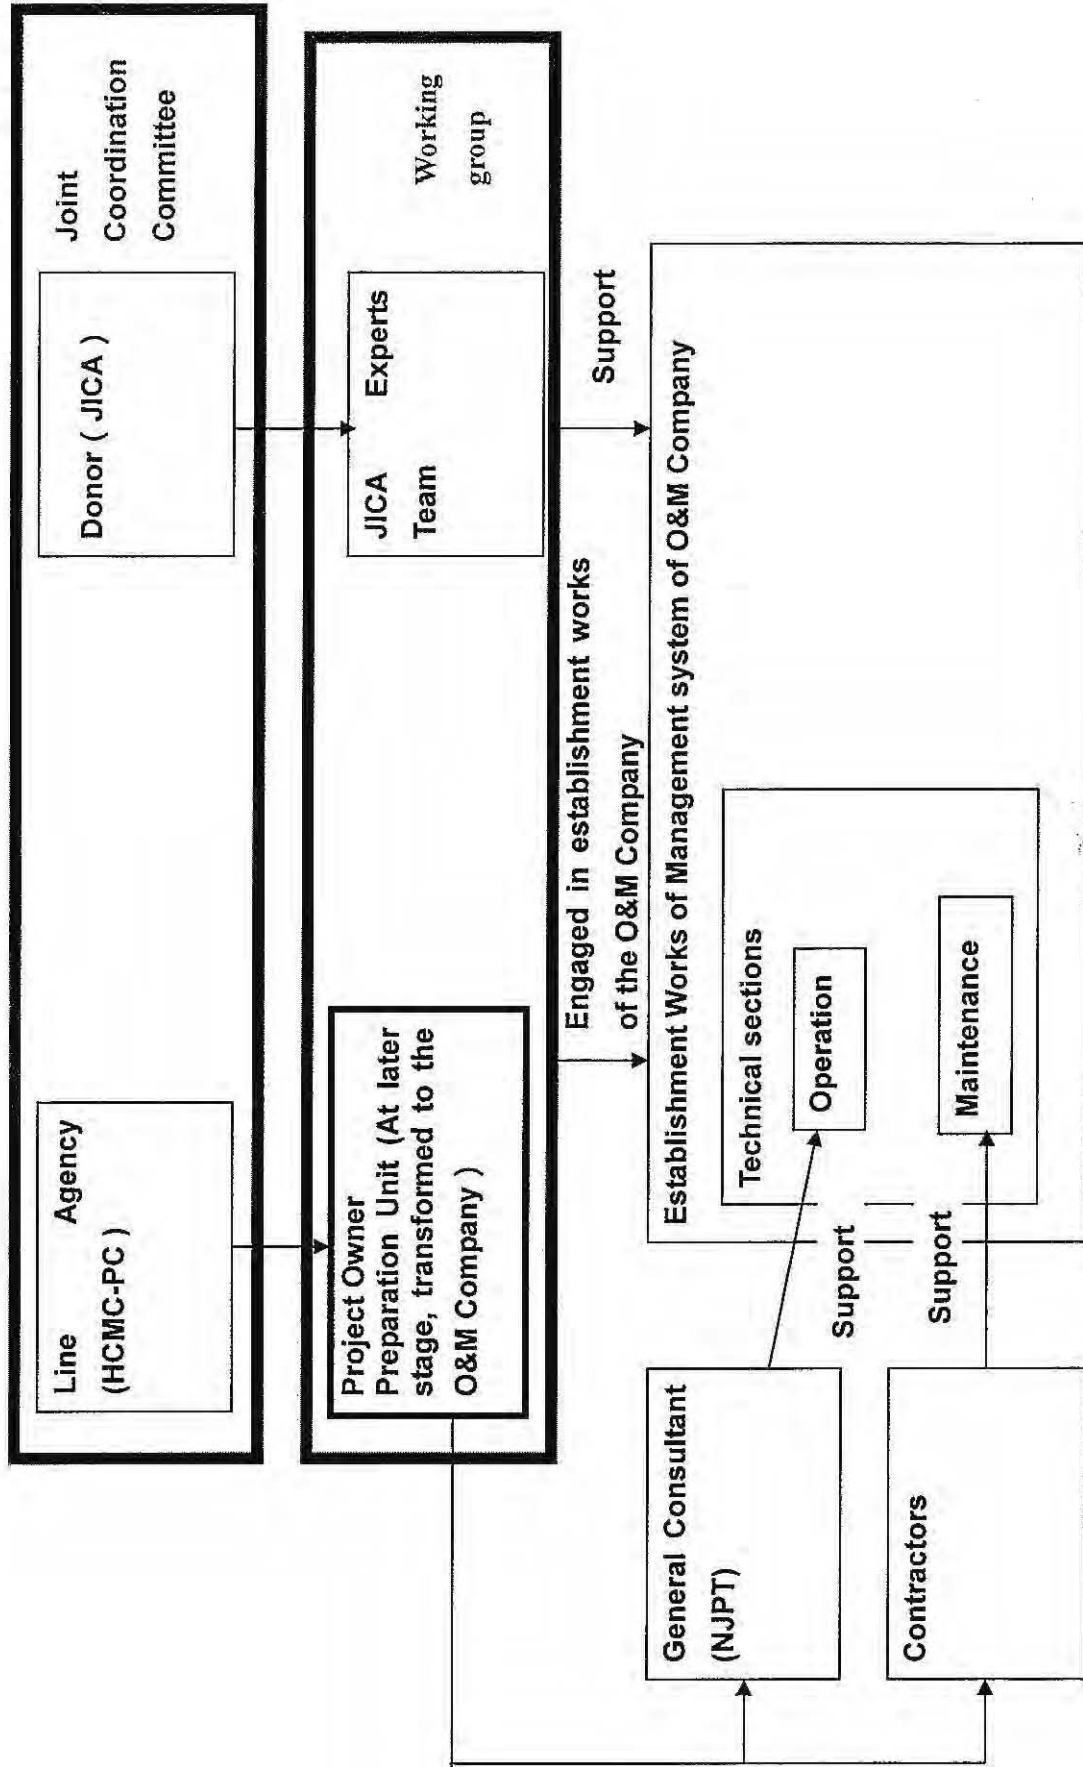 Line Agency
(HCMC-PC )
Donor ( JICA )
Joint
Coordination
Committee
Project Owner
Preparation Unit (At later
stage, transformed to the
O&M Company )
JICA Experts
Team
Working
group
Engaged in establishment works
of the O&M Company
Support
General Consultant
(NJPT)
Contractors
Support
Support
Establishment Works of Management system of O&M Company
Technical sections
Operation
Maintenance